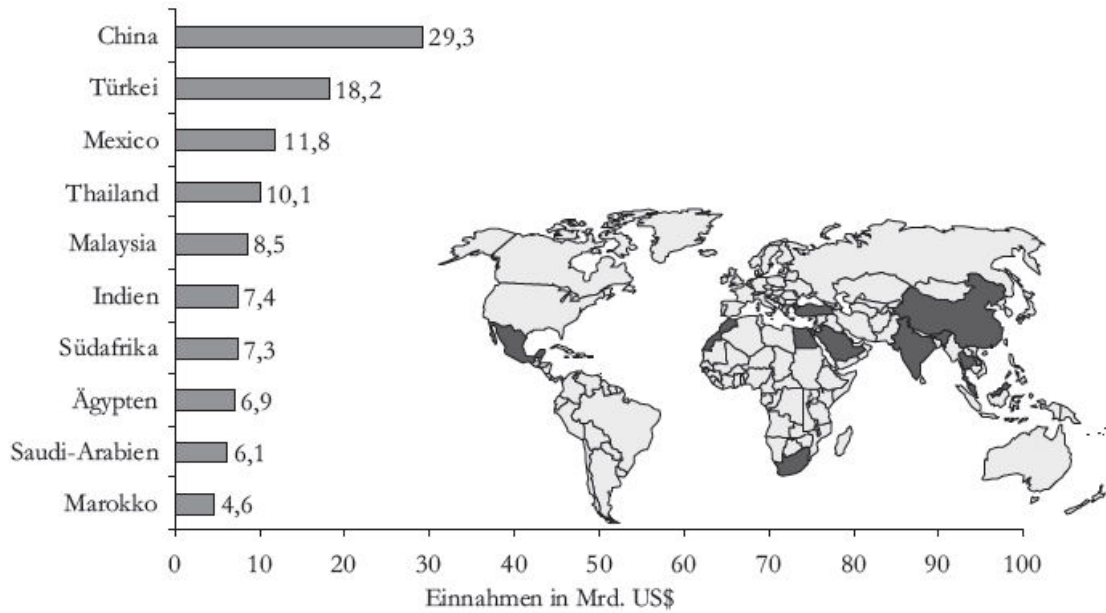 China 29,3
Türkei 18,2
Mexico 11,8
Thailand 10,1
Malaysia 8,5
Indien 7,4
Südafrika 7,3
Ägypten 6,9
Saudi-Arabien 6,1
Marokko 4,6
0 10 20 30 40 50 60 70 80 90 100
Einnahmen in Mrd. US$